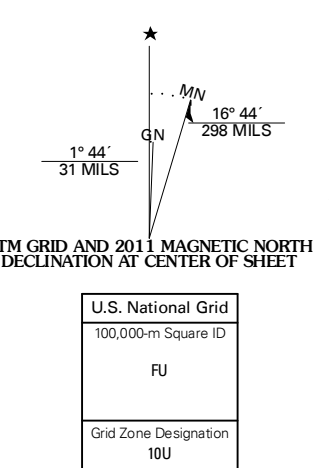 ★
MN
GN
16° 44´
298 MILS
1° 44´
31 MILS
TM GRID AND 2011 MAGNETIC NORTH
DECLINATION AT CENTER OF SHEET
U.S. National Grid
100,000-m Square ID
FU
Grid Zone Designation
10U